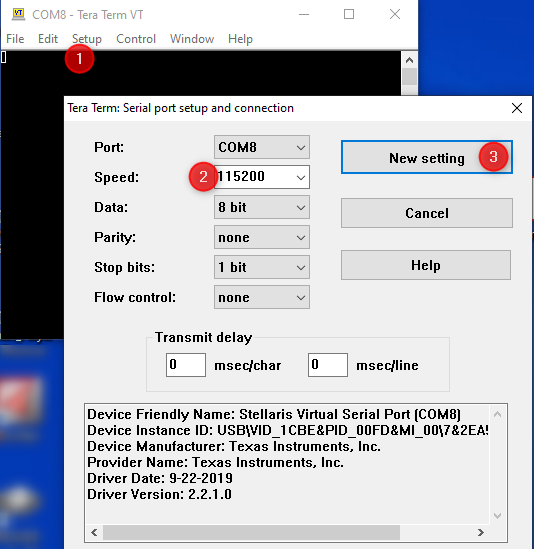 VT
COM8 - Tera Term VT
File Edit Setup Control Window Help
1
Tera Term: Serial port setup and connection
Port: COM8
New setting 3
Speed: 2 115200
Data: 8 bit
Cancel
Parity: none
Stop bits: 1 bit
Help
Flow control: none
Transmit delay
0 msec/char 0 msec/line
Device Friendly Name: Stellaris Virtual Serial Port (COM8)
Device Instance ID: USB\VID_1CBE&PID_00FD&MI_00\7&2EA
Device Manufacturer: Texas Instruments, Inc.
Provider Name: Texas Instruments, Inc.
Driver Date: 9-22-2019
Driver Version: 2.2.1.0